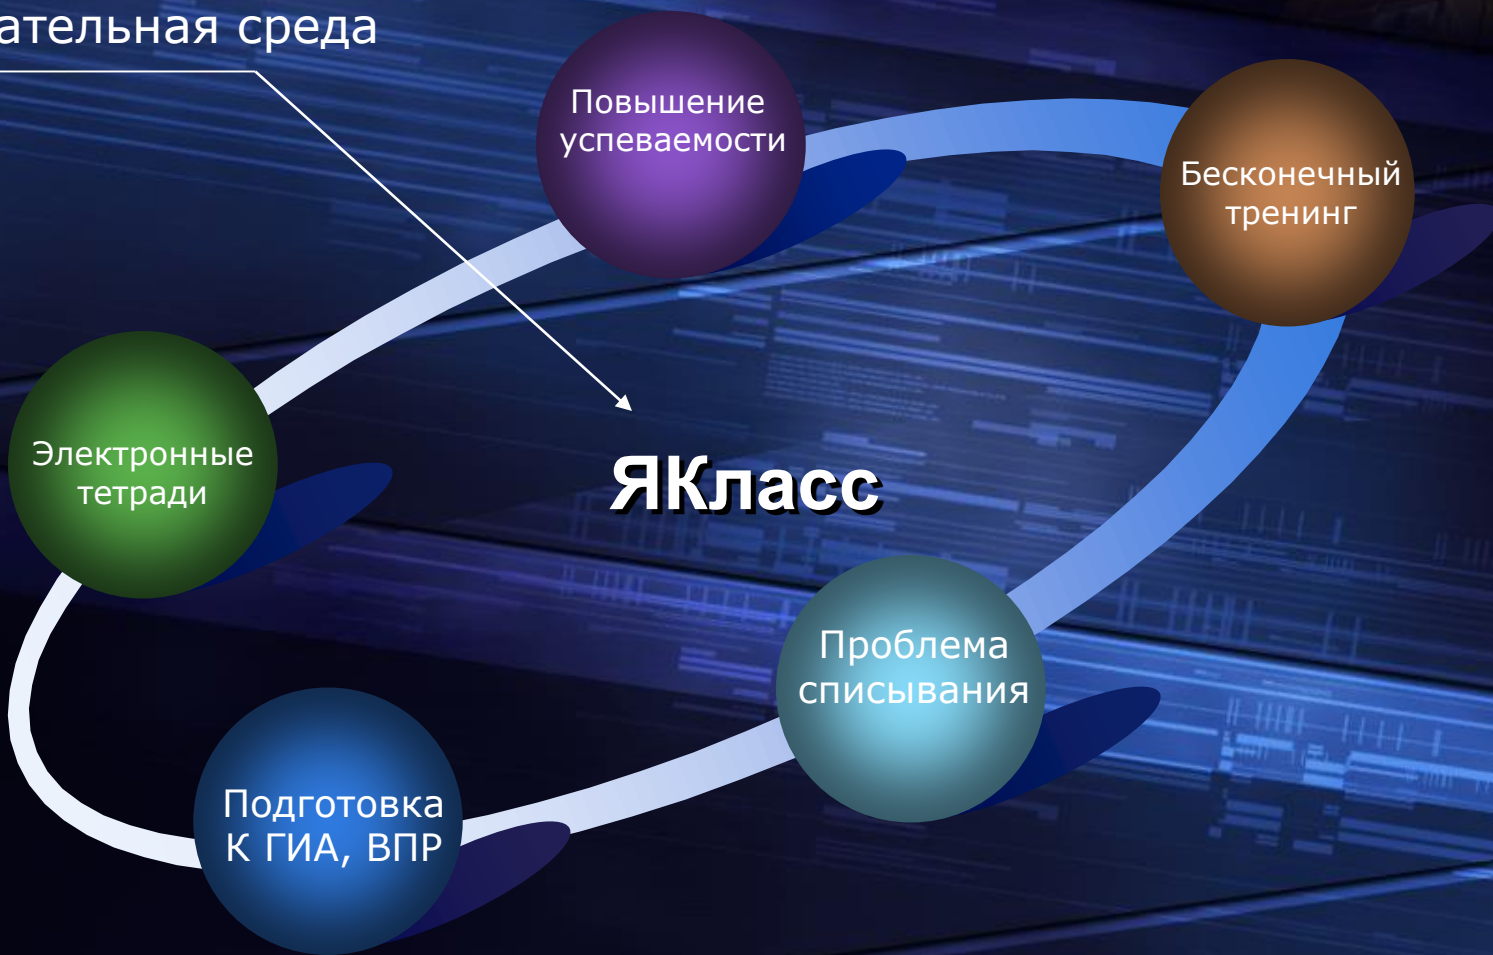 ательная среда
Повышение
успеваемости
Бесконечный
тренинг
Электронные
тетради
ЯКласс
Проблема
списывания
Подготовка
К ГИА, ВПР